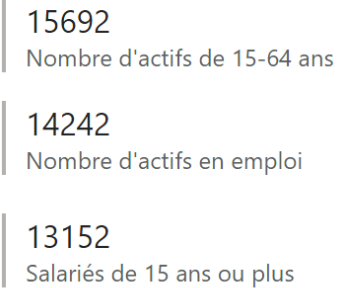 15692
Nombre d'actifs de 15-64 ans
14242
Nombre d'actifs en emploi
13152
Salariés de 15 ans ou plus